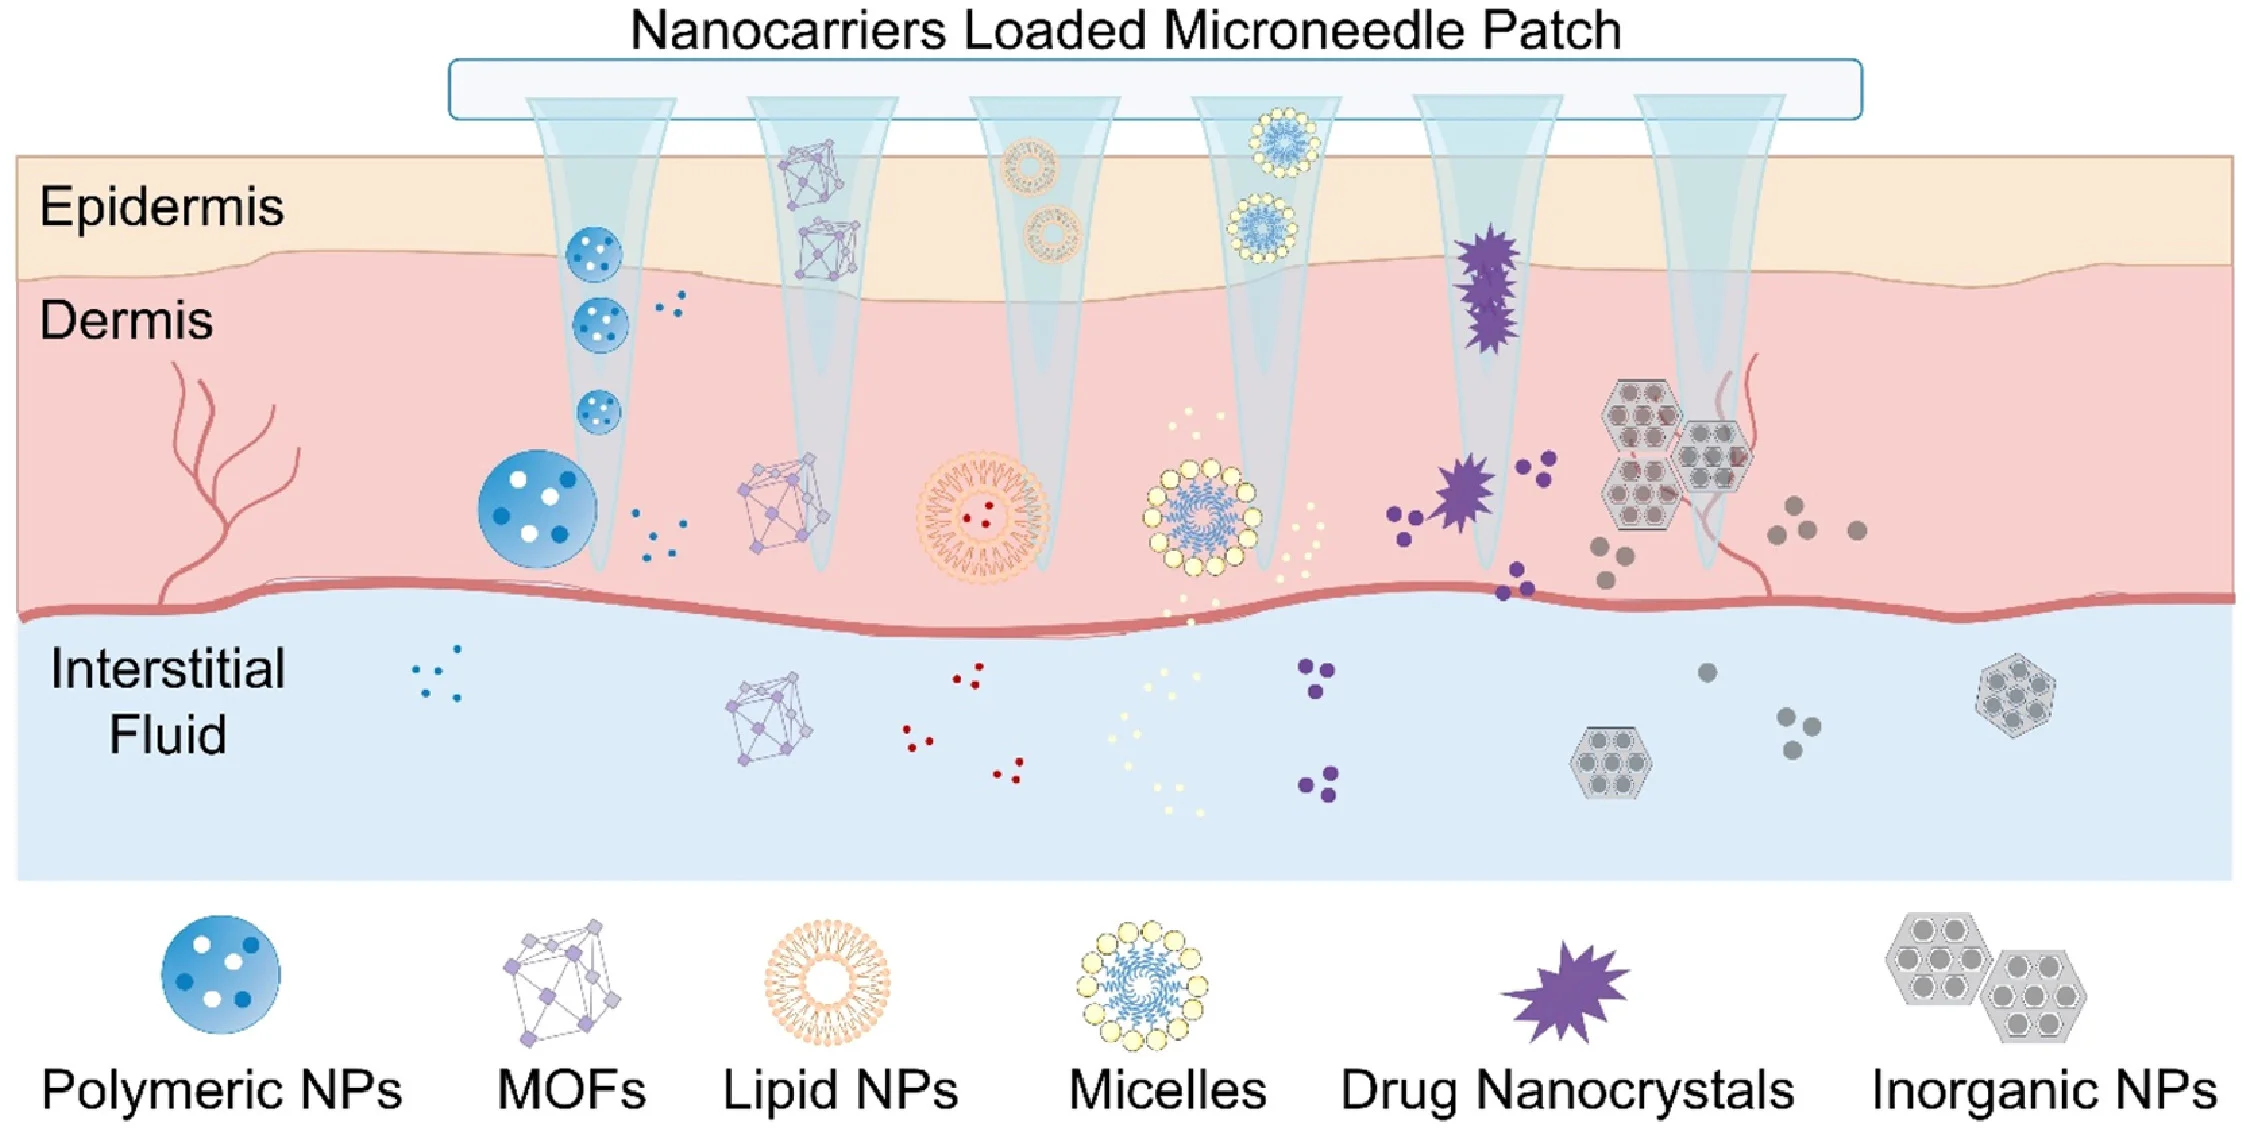 Nanocarriers Loaded Microneedle Patch
Epidermis
Dermis
Interstitial
Fluid
Polymeric NPs
MOFs
Lipid NPs
Micelles
Drug Nanocrystals
Inorganic NPs